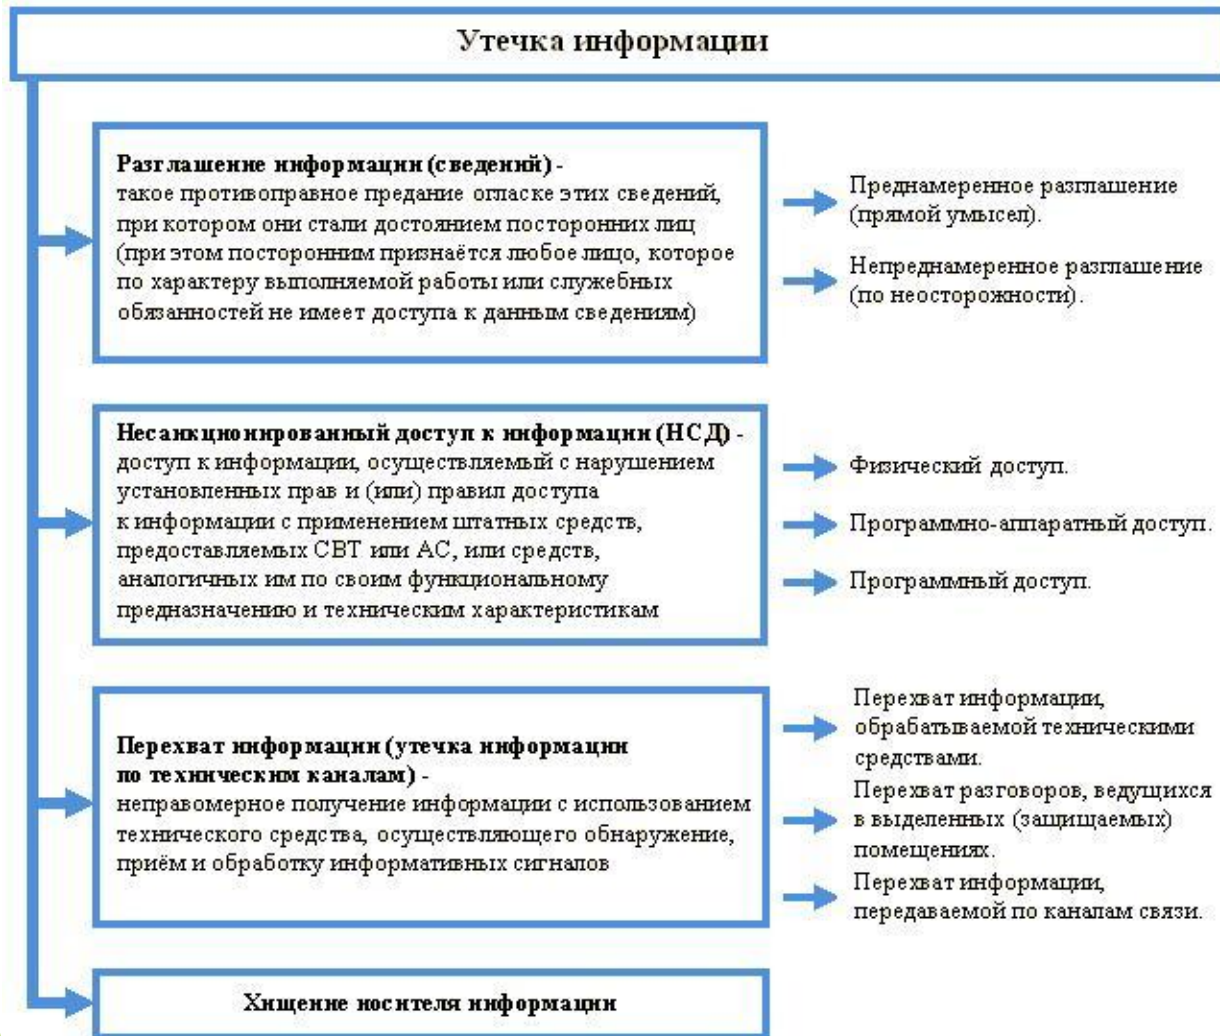 Утечка информации
Разглашение информации (сведений) -
такое противоправное предание огласке этих сведений,
при котором они стали достоянием посторонних лиц
(при этом посторонним признаётся любое лицо, которое
по характеру выполняемой работы или служебных
обязанностей не имеет доступа к данным сведениям)
Преднамеренное разглашение
(прямой умысел).
Непреднамеренное разглашение
(по неосторожности).
Несанкционированный доступ к информации (НСД) -
доступ к информации, осуществляемый с нарушением
установленных прав и (или) правил доступа
к информации с применением штатных средств,
предоставляемых СВТ или АС, или средств,
аналогичных им по своим функциональному
предназначению и техническим характеристикам
Физический доступ.
Программно-аппаратный доступ.
Программный доступ.
Перехват информации (утечка информации
по техническим каналам) -
неправомерное получение информации с использованием
технического средства, осуществляющего обнаружение,
приём и обработку информативных сигналов
Перехват информации,
обрабатываемой техническими
средствами.
Перехват разговоров, ведущихся
в выделенных (защищаемых)
помещениях.
Перехват информации,
передаваемой по каналам связи.
Хищение носителя информации